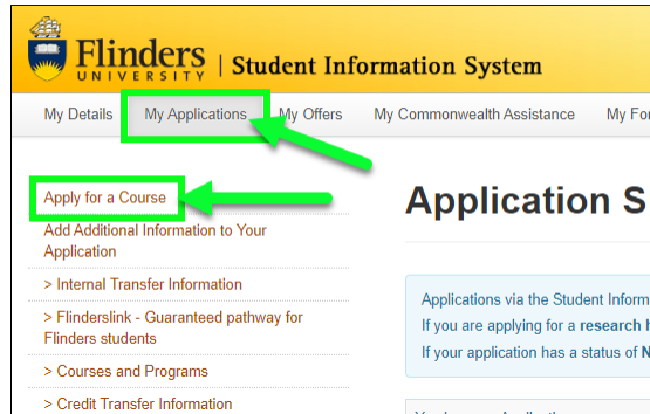 Flinders
UNIVERSITY | Student Information System
My Details My Applications My Offers My Commonwealth Assistance My
Apply for a Course
Application
Add Additional Information to Your
Application
> Internal Transfer Information
> Flinderslink - Guaranteed pathway for
Flinders students
> Courses and Programs
> Credit Transfer Information
Applications via the Student
If you are applying for a research
If your application has a status of